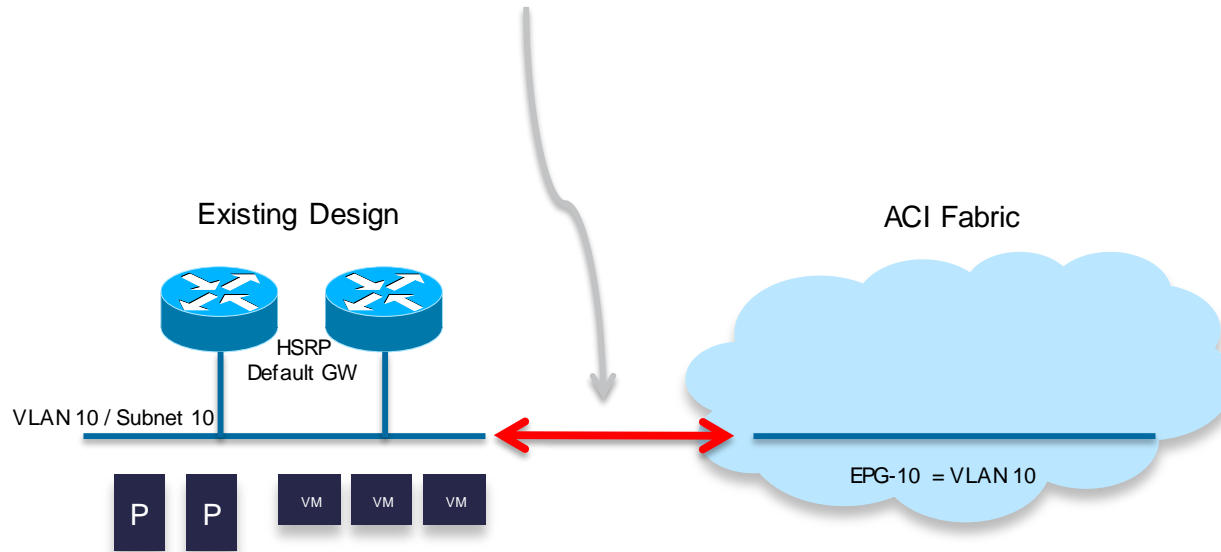 Existing Design
ACI Fabric
HSRP
Default GW
VLAN 10 / Subnet 10
EPG-10 = VLAN 10
P
P
VM
VM
VM